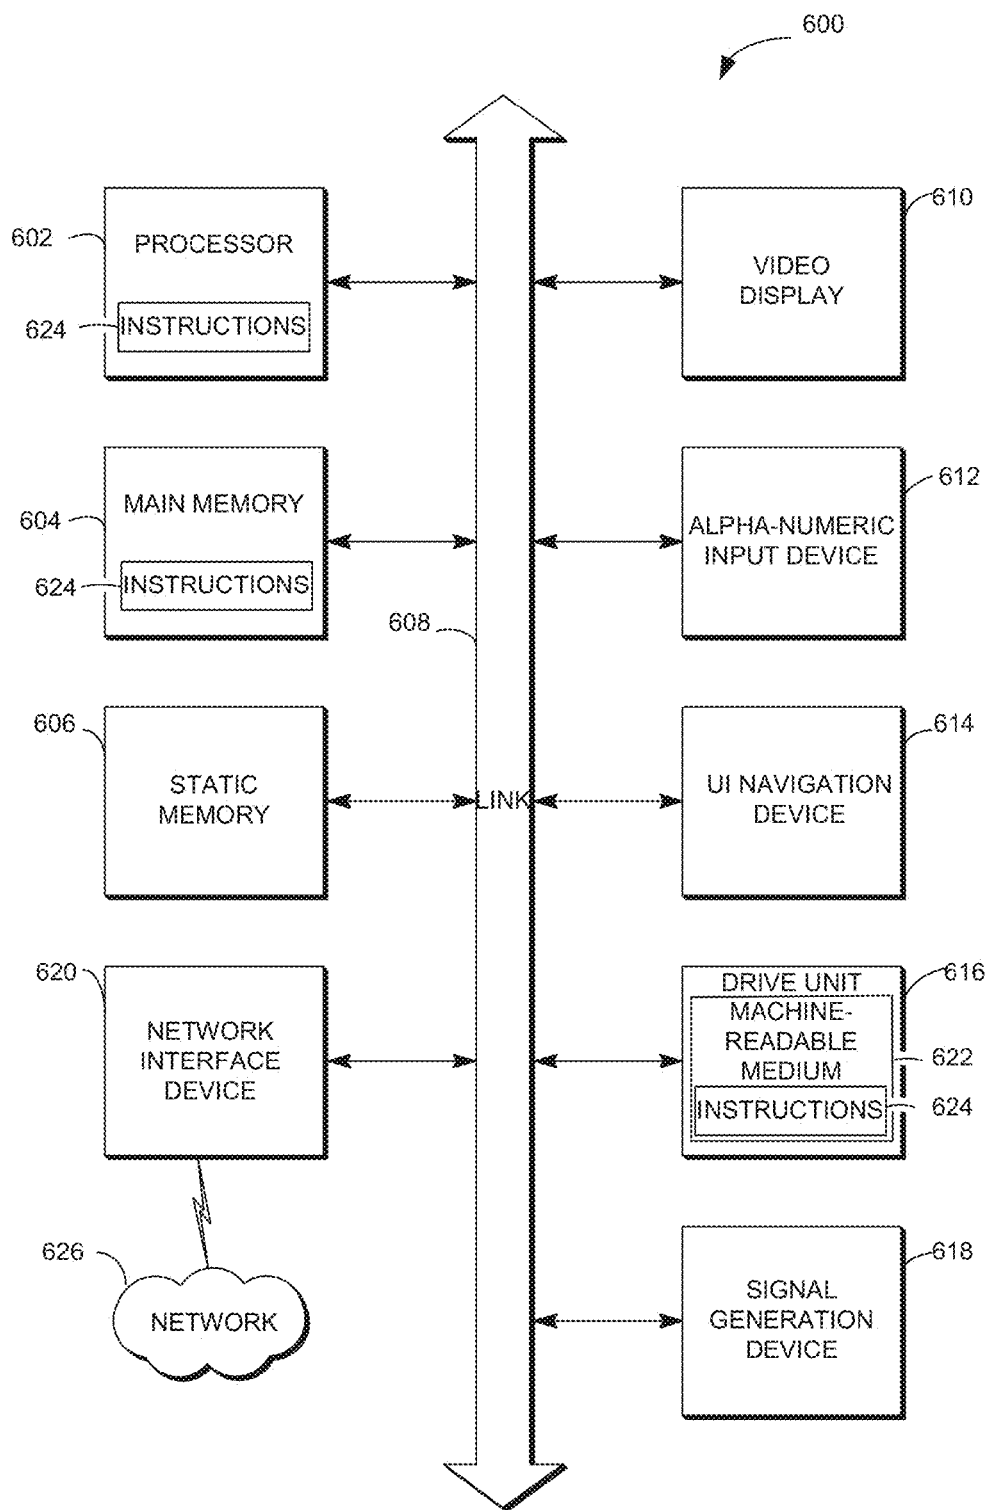 600
602
PROCESSOR
624
INSTRUCTIONS
610
VIDEO
DISPLAY
604
MAIN MEMORY
624
INSTRUCTIONS
612
ALPHA-NUMERIC
INPUT DEVICE
608
606
STATIC
MEMORY
LINK
614
UI NAVIGATION
DEVICE
620
NETWORK
INTERFACE
DEVICE
616
DRIVE UNIT
MACHINE-
READABLE
MEDIUM
622
INSTRUCTIONS
624
626
NETWORK
618
SIGNAL
GENERATION
DEVICE